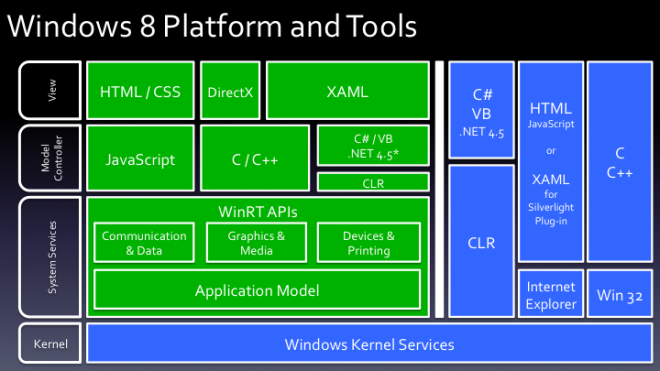 Windows 8 Platform and Tools
View
HTML / CSS
DirectX
XAML
Model
Controller
JavaScript
C / C++
C# / VB
.NET 4.5*
CLR
System Services
WinRT APIs
Communication
& Data
Graphics &
Media
Devices &
Printing
Application Model
C#
VB
.NET 4.5
CLR
HTML
JavaScript
or
XAML
for
Silverlight
Plug-in
Internet
Explorer
C
C++
Win 32
Kernel
Windows Kernel Services